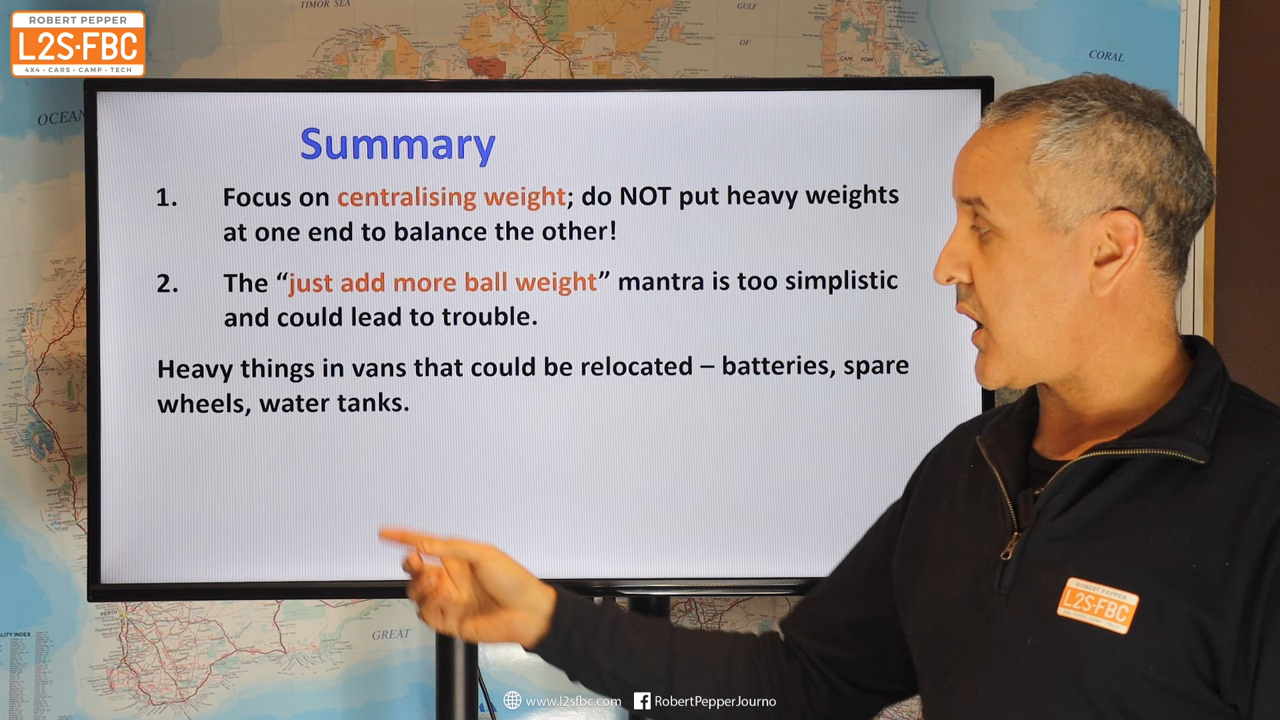 TIMOR SEA
GULF
OF
CORAL
ROBERT PEPPER
L2S·FBC
4X4 • CARS • CAMP • TECH
Summary
1. Focus on centralising weight; do NOT put heavy weights
at one end to balance the other!
2. The “just add more ball weight” mantra is too simplistic
and could lead to trouble.
Heavy things in vans that could be relocated – batteries, spare
wheels, water tanks.
PERTH
GREAT
ROBERT PEPPER
L2S·FBC
www.l2sfbc.com
RobertPepperJourno